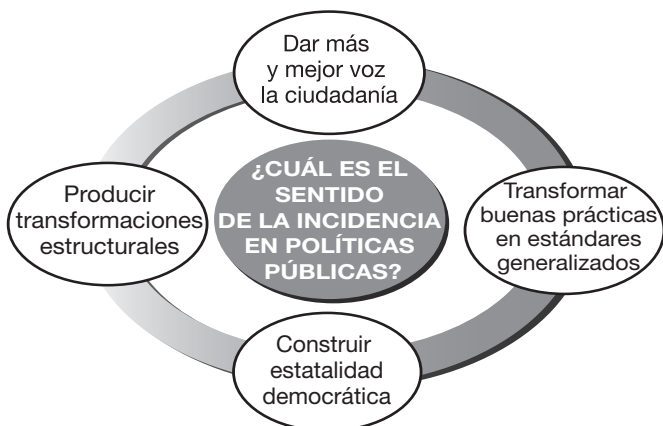 Dar más
y mejor voz
la ciudadanía
¿CUÁL ES EL
SENTIDO
DE LA INCIDENCIA
EN POLÍTICAS
PÚBLICAS?
Producir
transformaciones
estructurales
Transformar
buenas prácticas
en estándares
generalizados
Construir
estatalidad
democrática